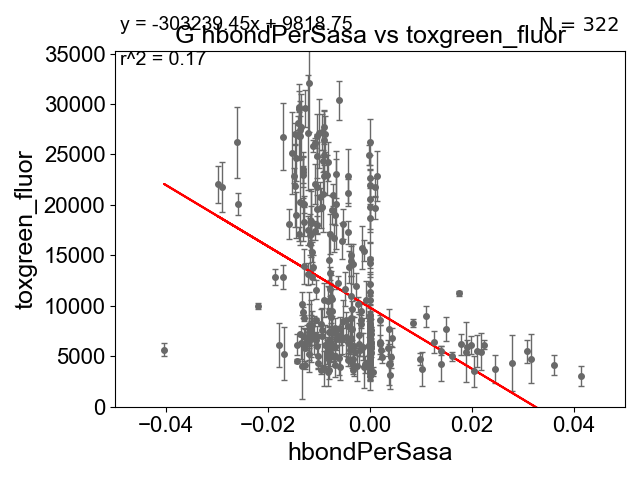 y = -303239.45x + 9818.75
N = 322
G hbondPerSasa vs toxgreen_fluor
r^2 = 0.17
35000
30000
25000
20000
15000
10000
5000
0
toxgreen_fluor
−0.04
−0.02
0.00
0.02
0.04
hbondPerSasa